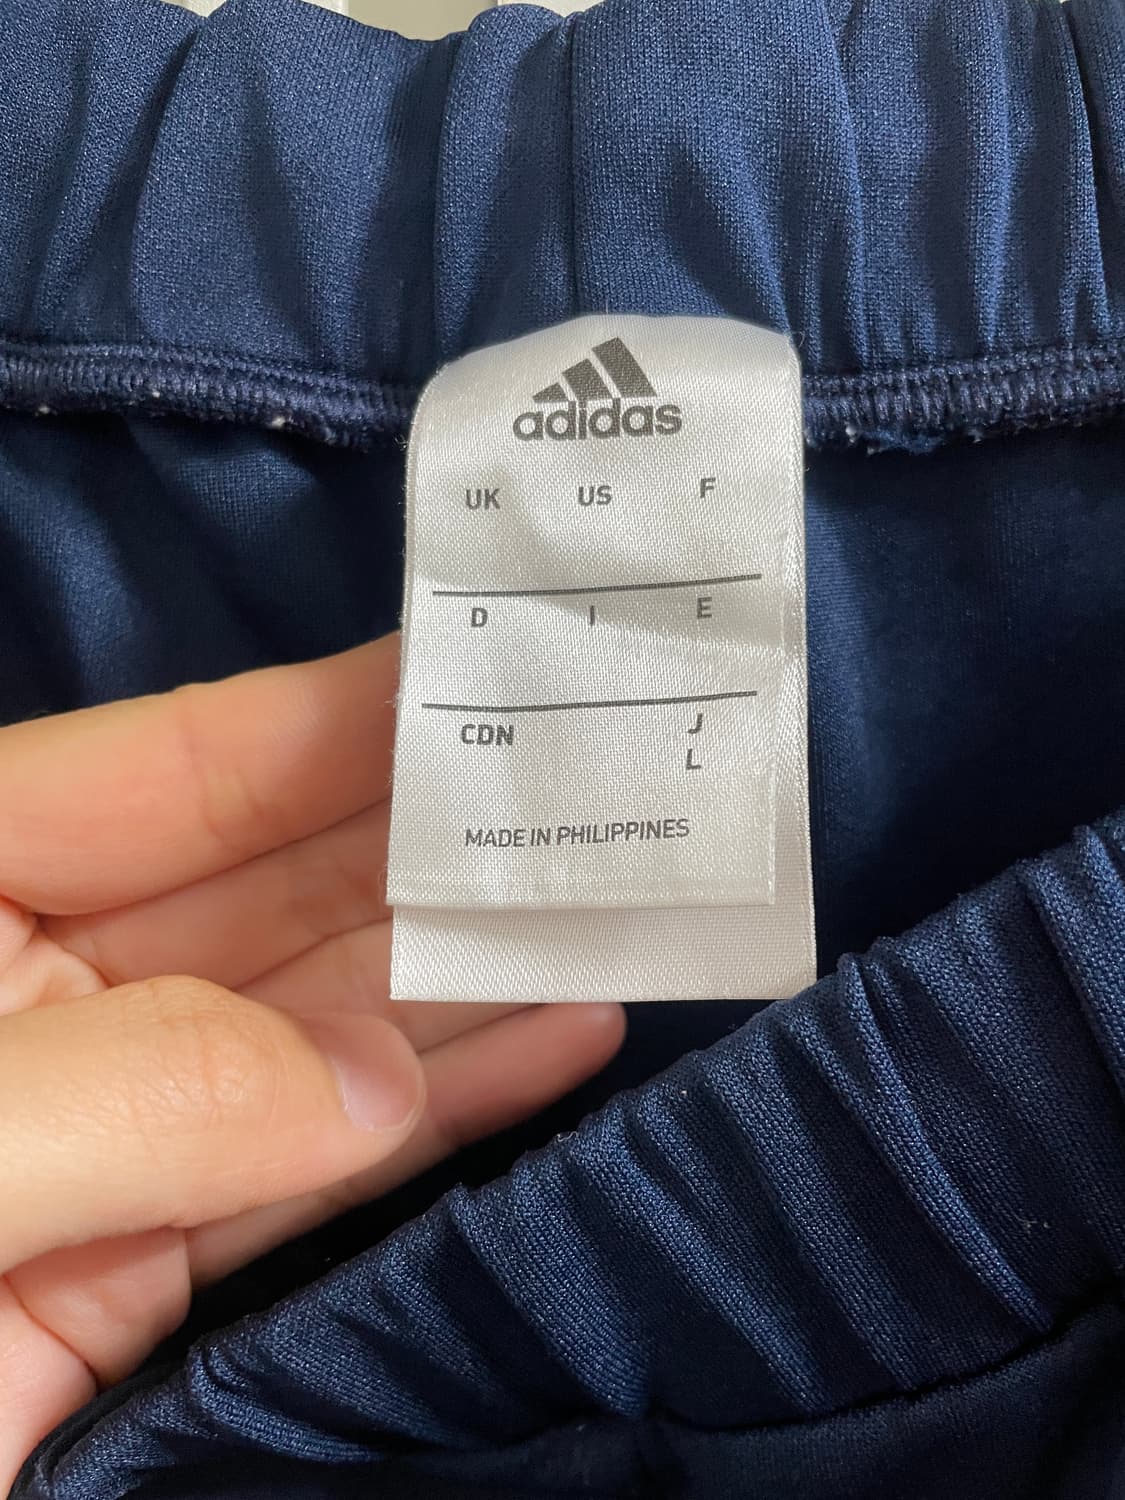 adidas
UK US F
D I E
CDN J
L
MADE IN PHILIPPINES